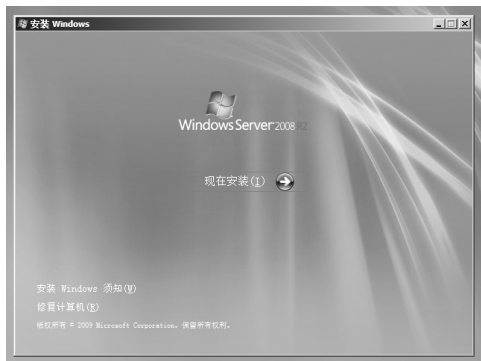 安装 Windows
Windows Server 2008 R2
现在安装(I)
安装 Windows 须知(W)
修复计算机(R)
版权所有 © 2009 Microsoft Corporation。保留所有权利。